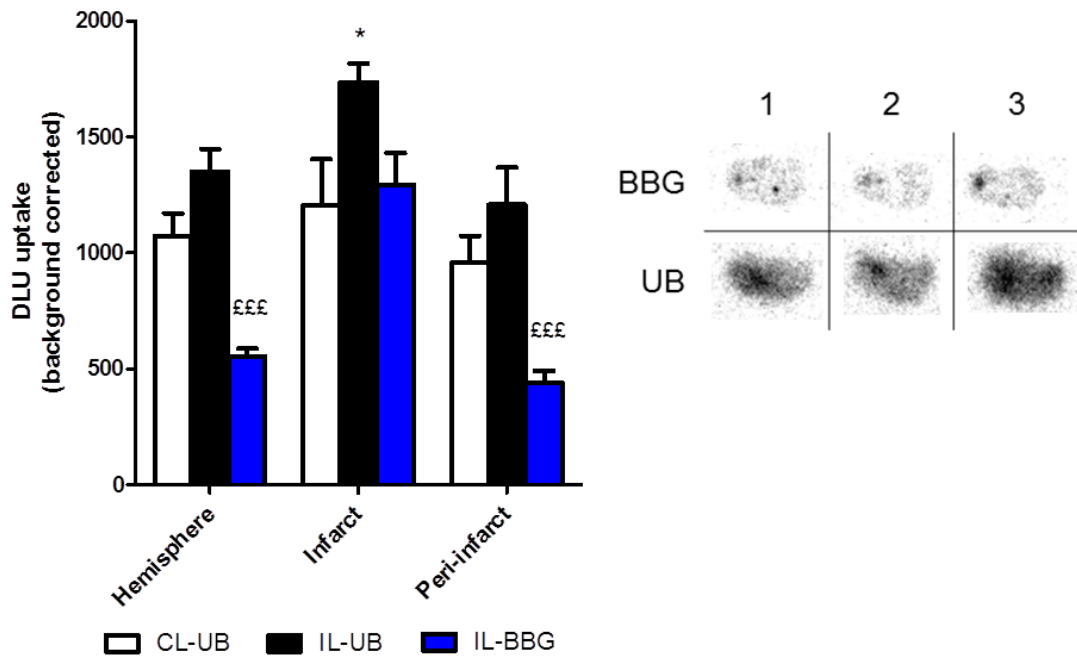 2000
1500
1000
500
0
DLU uptake
(background corrected)
*
£££
£££
Hemisphere
Infarct
Peri-infarct
CL-UB IL-UB IL-BBG
1 2 3
BBG
UB